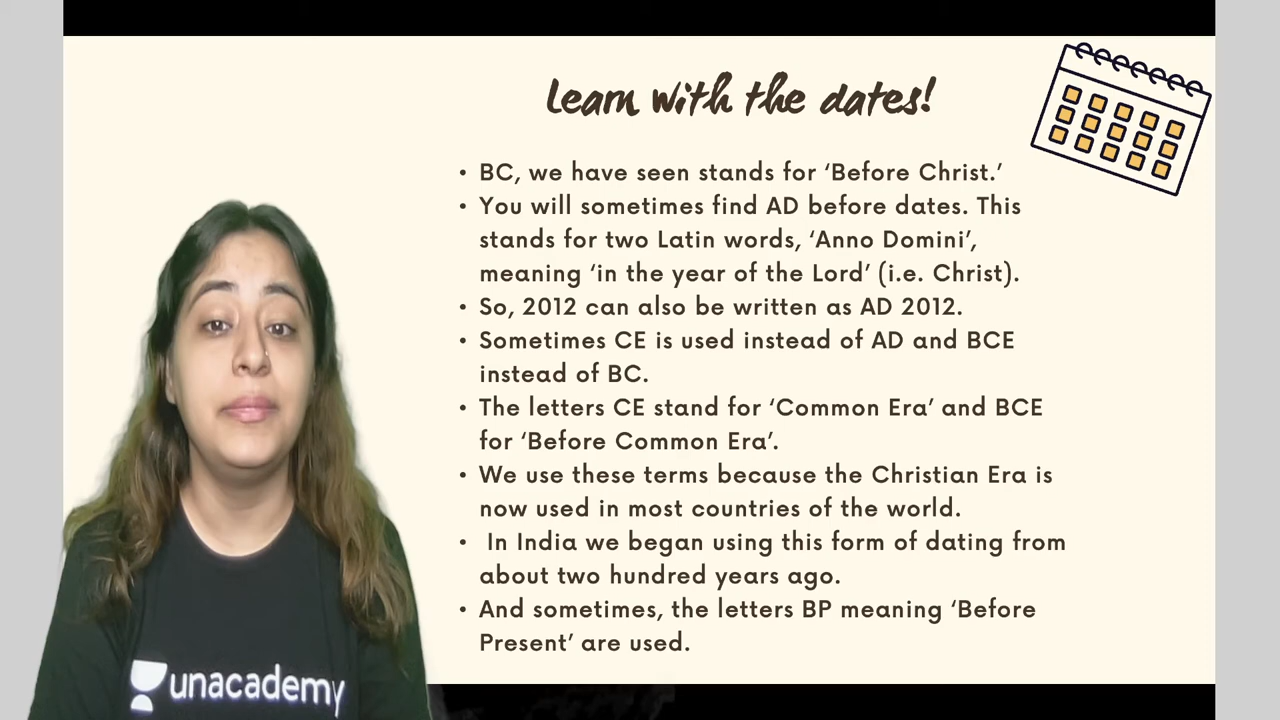 Learn with the dates!
• BC, we have seen stands for ‘Before Christ.’
• You will sometimes find AD before dates. This
stands for two Latin words, ‘Anno Domini’,
meaning ‘in the year of the Lord’ (i.e. Christ).
• So, 2012 can also be written as AD 2012.
• Sometimes CE is used instead of AD and BCE
instead of BC.
• The letters CE stand for ‘Common Era’ and BCE
for ‘Before Common Era’.
• We use these terms because the Christian Era is
now used in most countries of the world.
• In India we began using this form of dating from
about two hundred years ago.
• And sometimes, the letters BP meaning ‘Before
Present’ are used.
unacademy